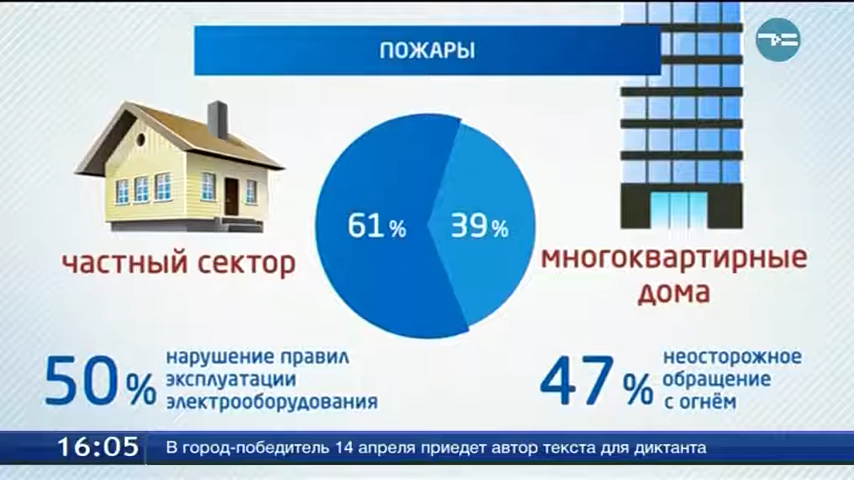 ПОЖАРЫ
61% 39%
частный сектор
многоквартирные
дома
50%
нарушение правил
эксплуатации
электрооборудования
47%
неосторожное
обращение
с огнём
16:05 В город-победитель 14 апреля приедет автор текста для диктанта